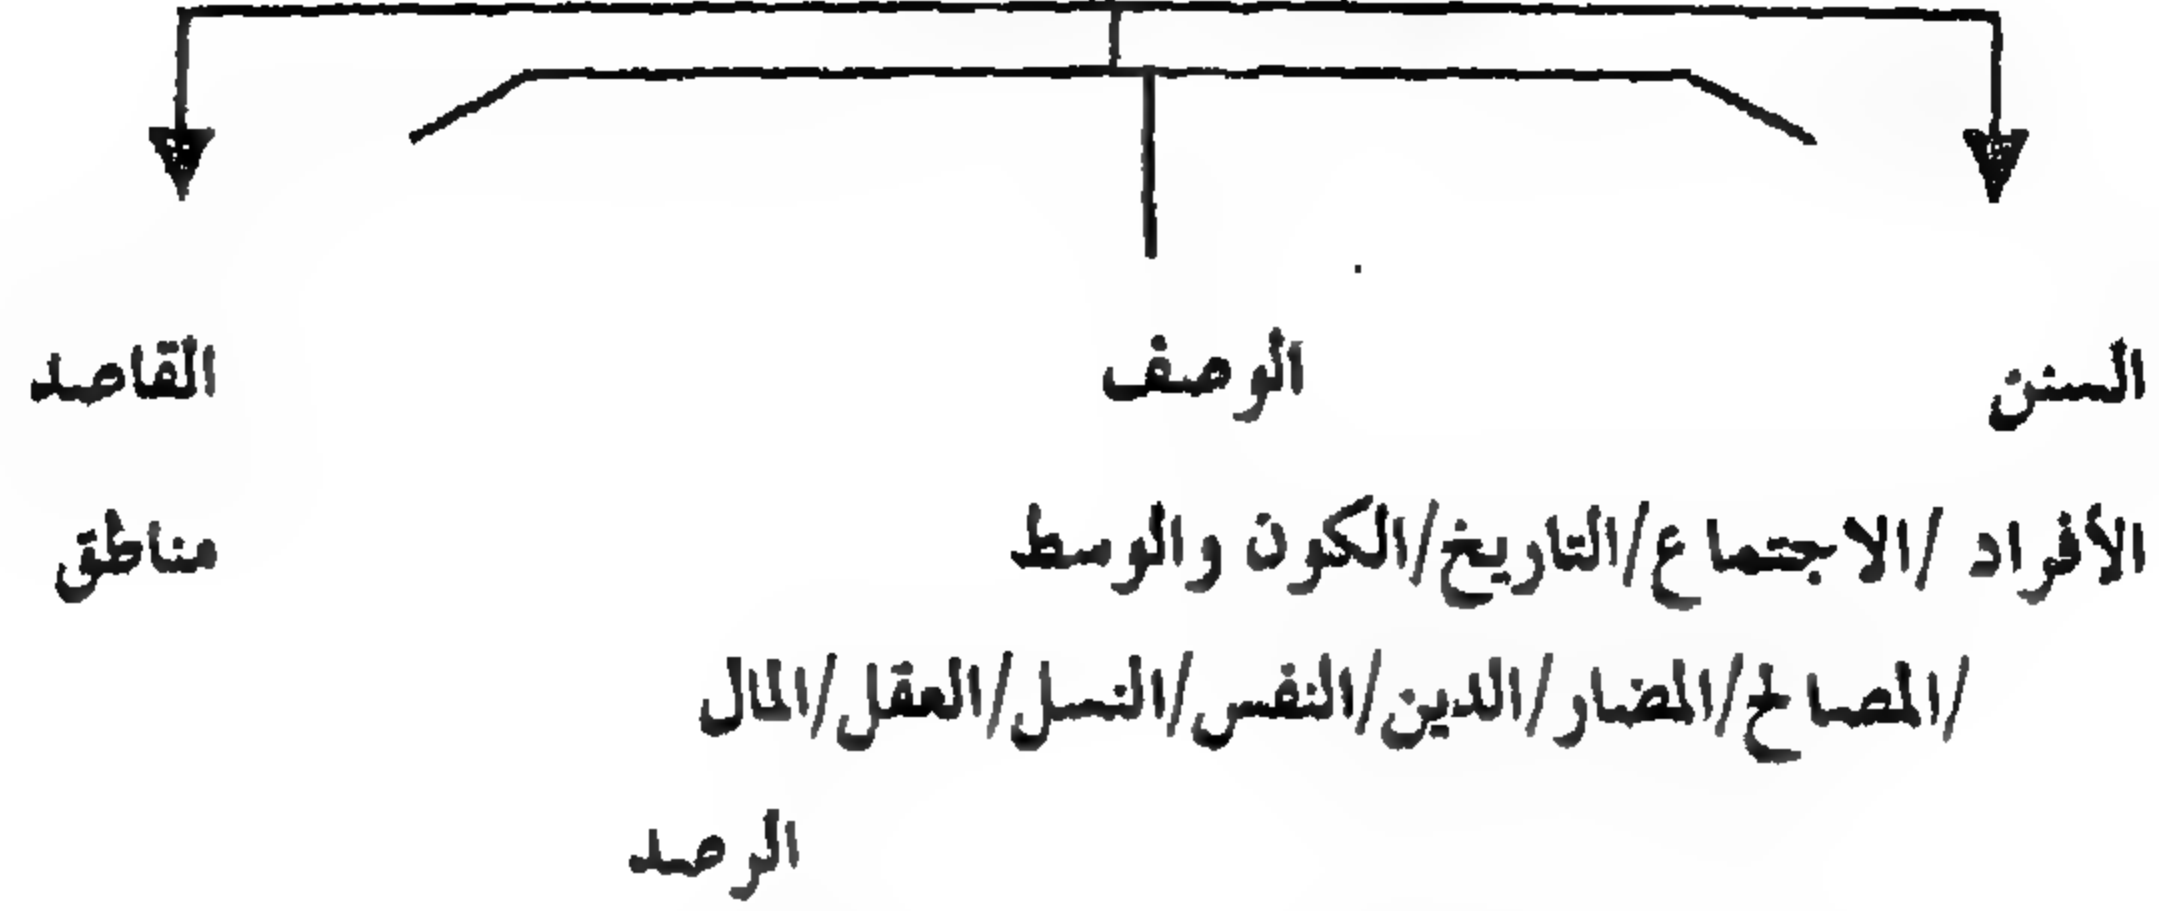 السنن الوصف القاصد
الأفراد /الاجتماع/التاريخ/الكون والوسط مناطق
/المصالح/المضار/الدين/النفس/النسل/العقل/المال
الرصد